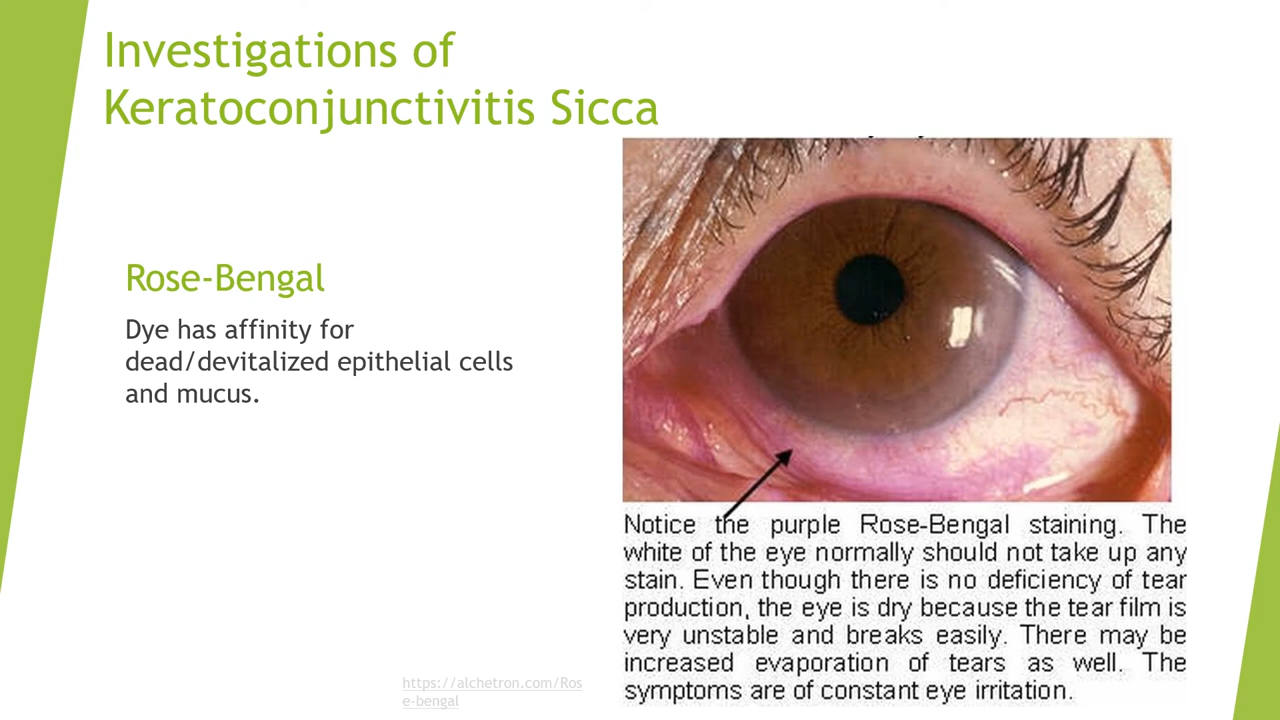 Investigations of
Keratoconjunctivitis Sicca
Rose-Bengal
Dye has affinity for
dead/devitalized epithelial cells
and mucus.
Notice the purple Rose-Bengal staining. The
white of the eye normally should not take up any
stain. Even though there is no deficiency of tear
production, the eye is dry because the tear film is
very unstable and breaks easily. There may be
increased evaporation of tears as well. The
symptoms are of constant eye irritation.
https://alchetron.com/Ros
e-bengal